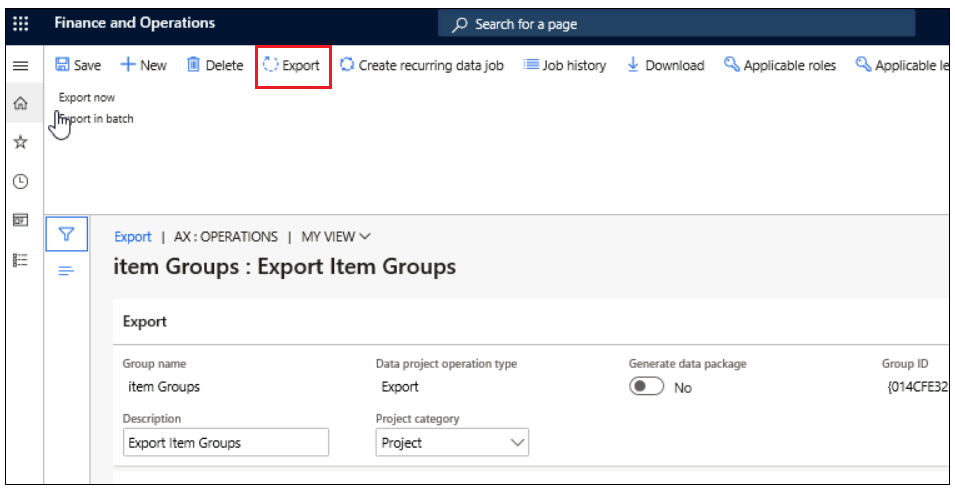 Finance and Operations
Search for a page
Save New Delete Export Create recurring data job Job history Download Applicable roles Applicable le
Export now
Export in batch
Export | AX : OPERATIONS | MY VIEW
item Groups : Export Item Groups
Export
Group name Data project operation type Generate data package Group ID
item Groups Export No {014CFE32
Description Project category
Export Item Groups Project